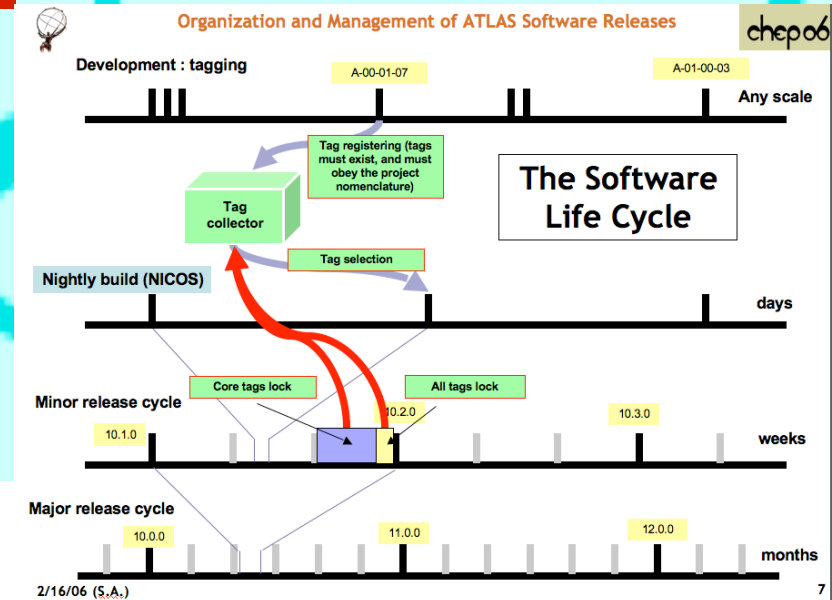 Organization and Management of ATLAS Software Releases
chep06
Development : tagging
A-00-01-07
A-01-00-03
Any scale
Tag registering (tags
must exist, and must
obey the project
nomenclature)
The Software
Life Cycle
Tag
collector
Tag selection
Nightly build (NICOS)
days
Core tags lock
All tags lock
Minor release cycle
10.1.0
10.2.0
10.3.0
weeks
Major release cycle
10.0.0
11.0.0
12.0.0
months
2/16/06 (S.A.)
7